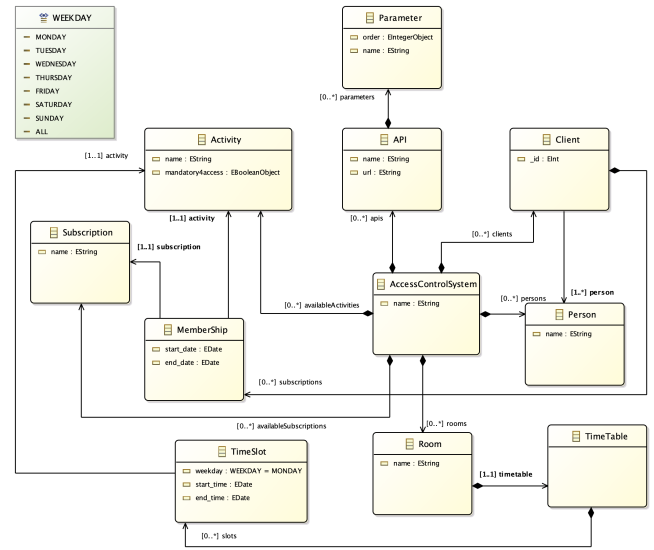 WEEKDAY
MONDAY
TUESDAY
WEDNESDAY
THURSDAY
FRIDAY
SATURDAY
SUNDAY
ALL
Parameter
order : EIntegerObject
name : EString
[0..*] parameters
Activity
name : EString
mandatory4access : EBooleanObject
[1..1] activity
API
name : EString
url : EString
Client
_id : EInt
[1..1] activity
[0..*] apis
[0..*] clients
Subscription
name : EString
[1..1] subscription
AccessControlSystem
name : EString
[0..*] availableActivities
[0..*] persons
[1..*] person
Person
name : EString
MemberShip
start_date : EDate
end_date : EDate
[0..*] subscriptions
[0..*] availableSubscriptions
[0..*] rooms
TimeSlot
weekday : WEEKDAY = MONDAY
start_time : EDate
end_time : EDate
Room
name : EString
[1..1] timetable
TimeTable
[0..*] slots